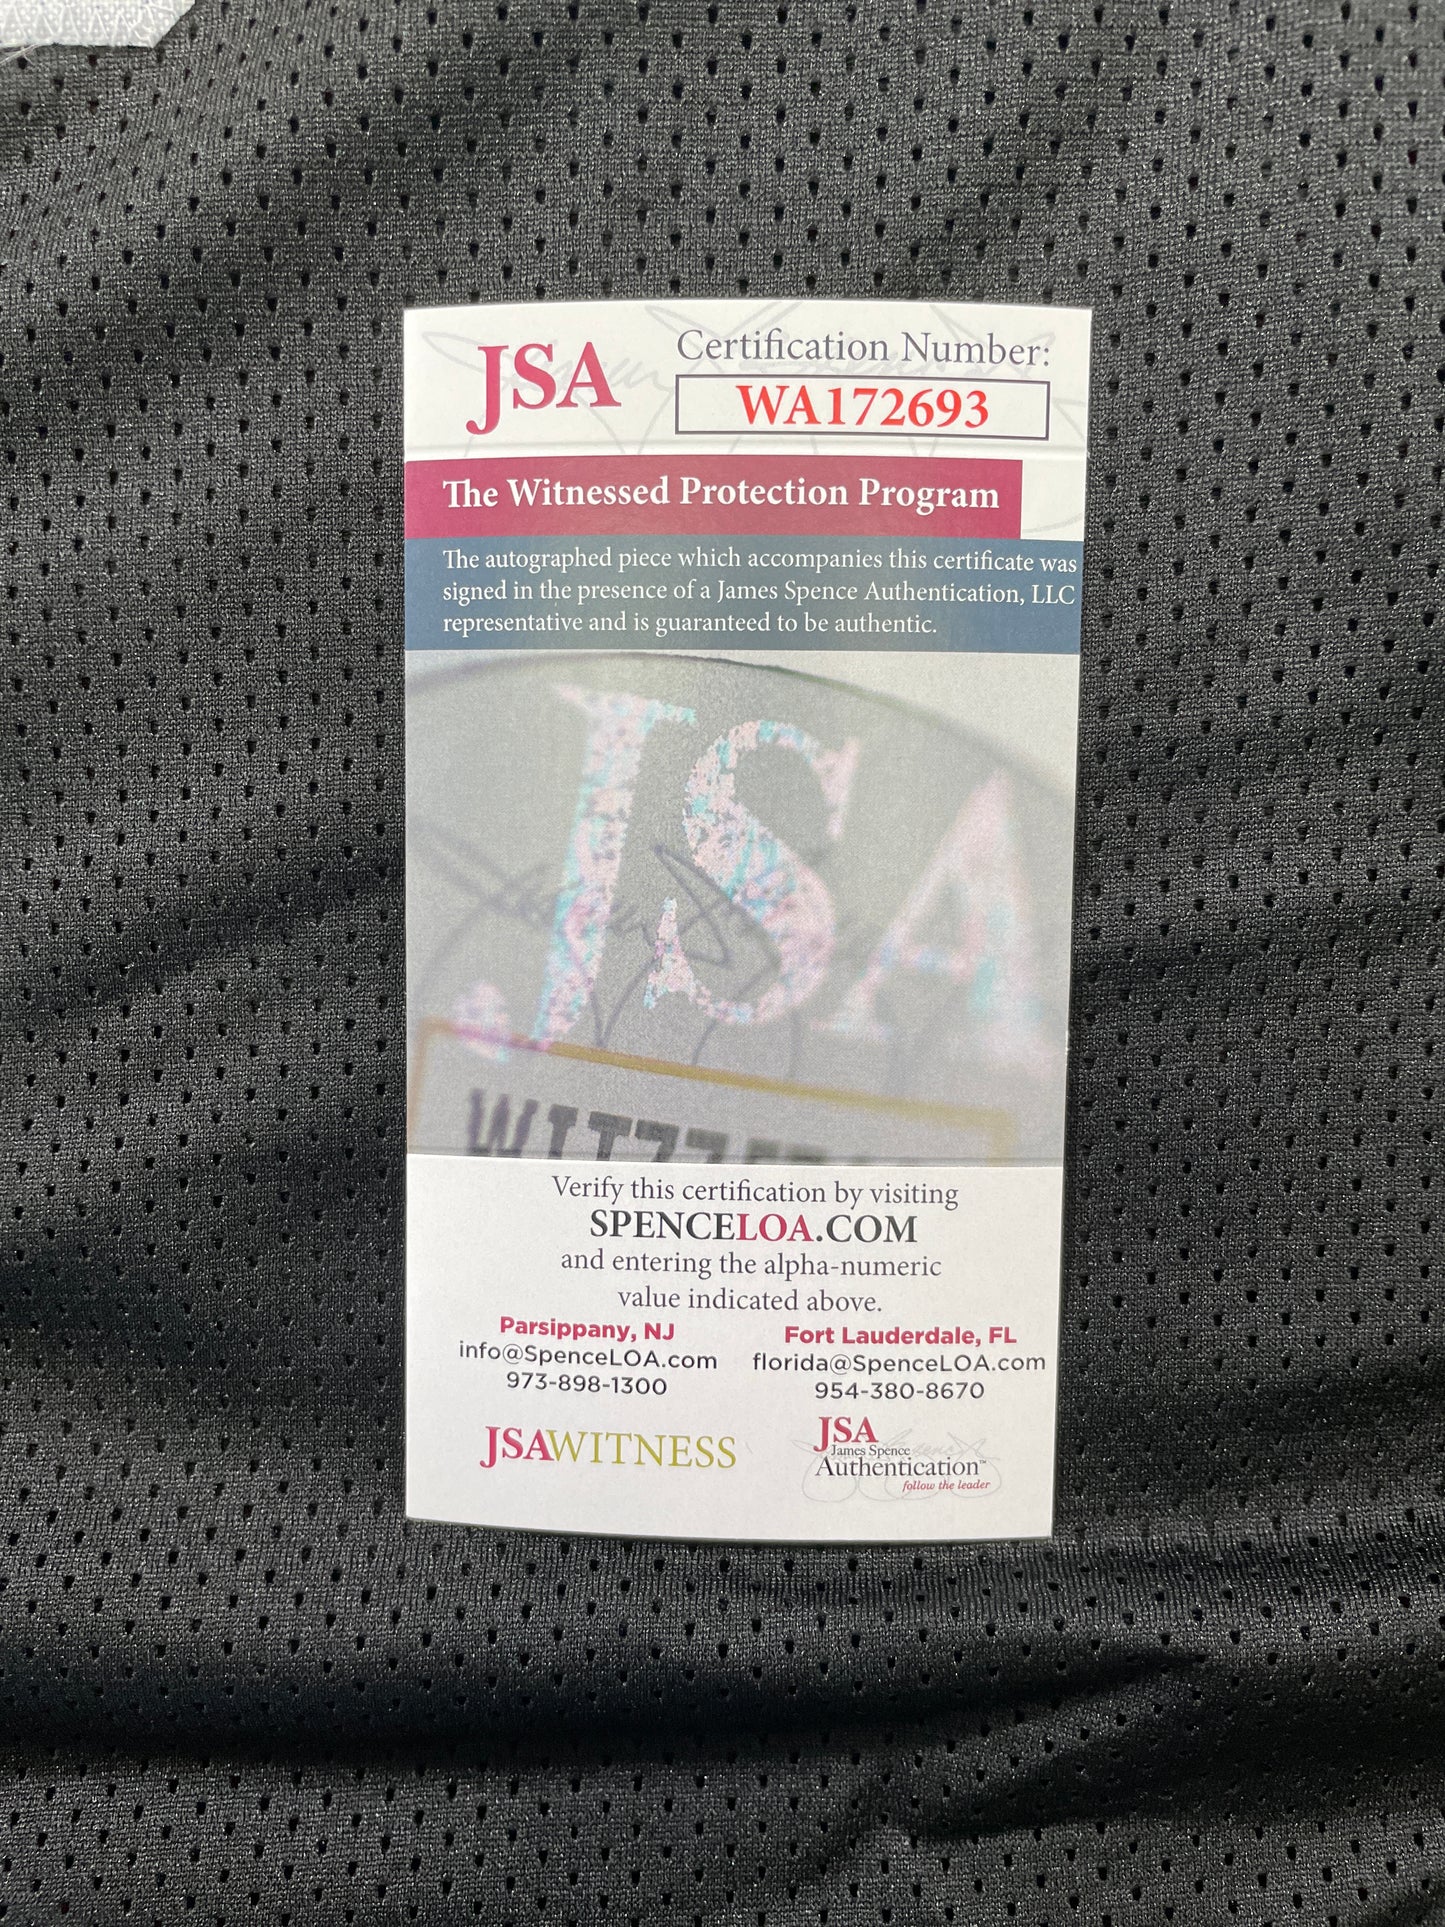 JSA
Certification Number:
WA172693
The Witnessed Protection Program
The autographed piece which accompanies this certificate was
signed in the presence of a James Spence Authentication, LLC
representative and is guaranteed to be authentic.
JSA
Verify this certification by visiting
SPENCELOA.COM
and entering the alpha-numeric
value indicated above.
Parsippany, NJ
info@SpenceLOA.com
973-898-1300
Fort Lauderdale, FL
florida@SpenceLOA.com
954-380-8670
JSAWITNESS
JSA
James Spence
Authentication™
follow the leader